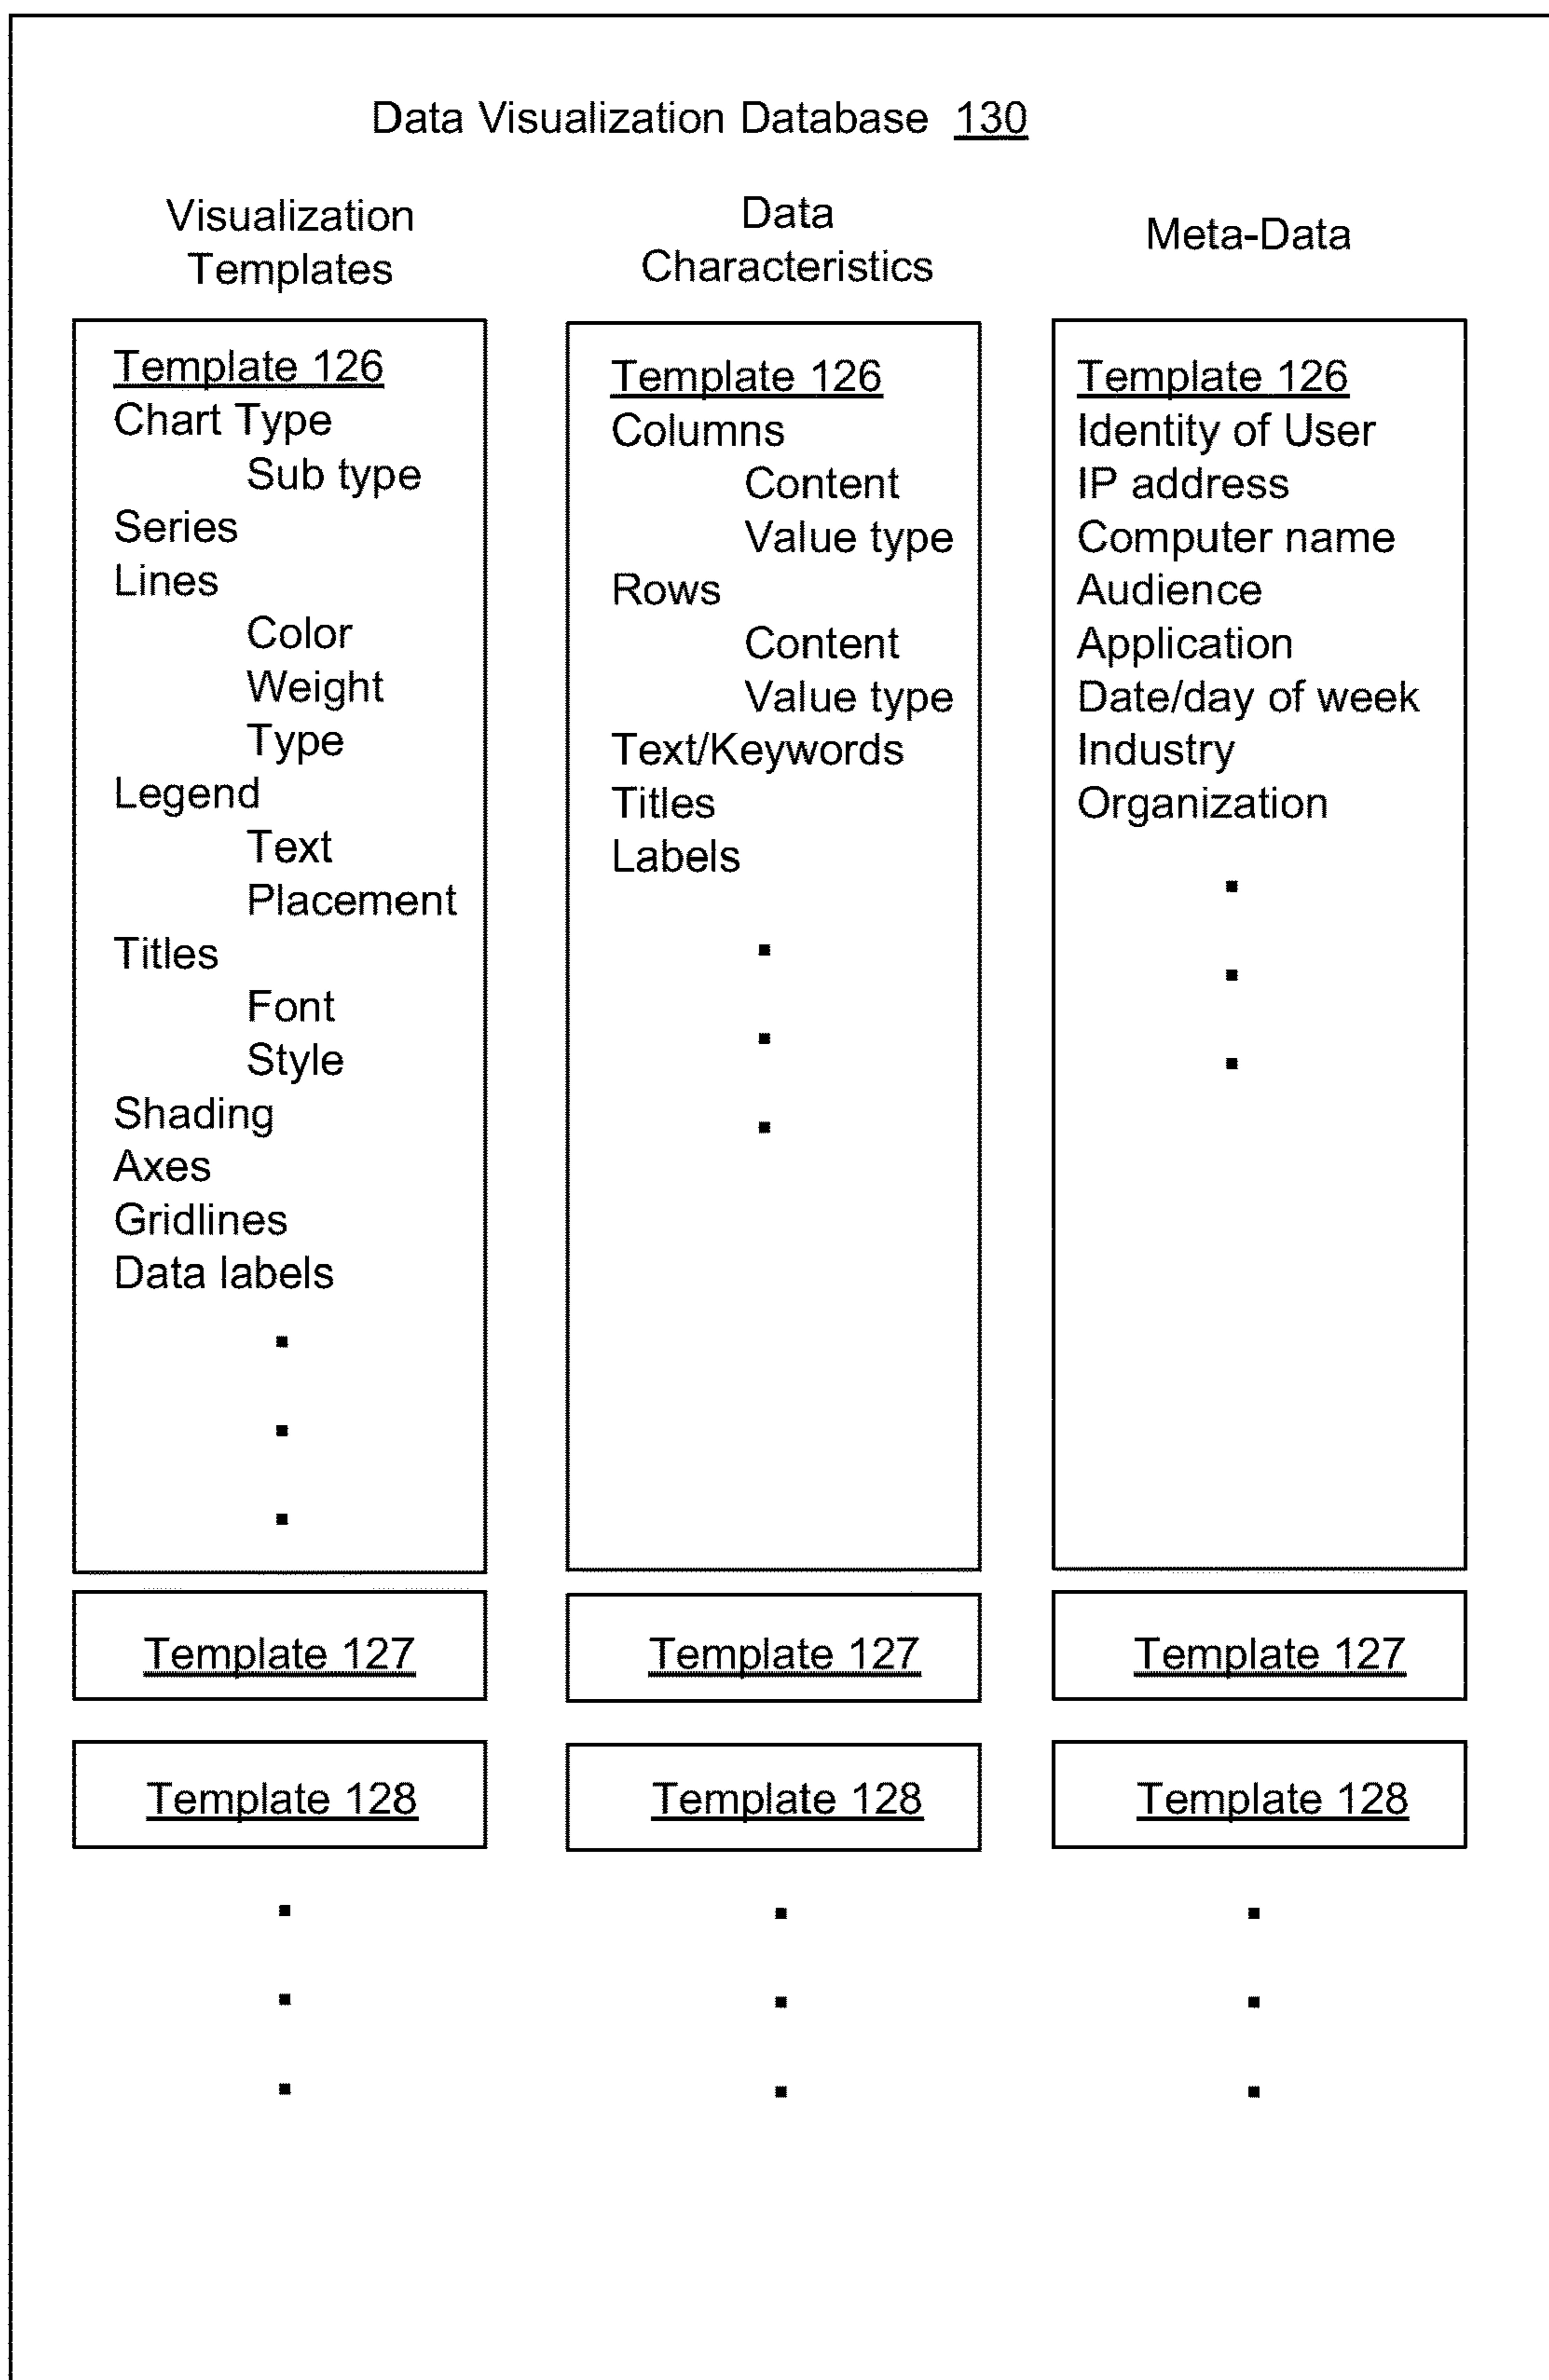 Data Visualization Database 130
Visualization
Templates
Template 126
Chart Type
Sub type
Series
Lines
Color
Weight
Type
Legend
Text
Placement
Titles
Font
Style
Shading
Axes
Gridlines
Data labels
Template 127
Template 128
Data
Characteristics
Template 126
Columns
Content
Value type
Rows
Content
Value type
Text/Keywords
Titles
Labels
Template 127
Template 128
Meta-Data
Template 126
Identity of User
IP address
Computer name
Audience
Application
Date/day of week
Industry
Organization
Template 127
Template 128